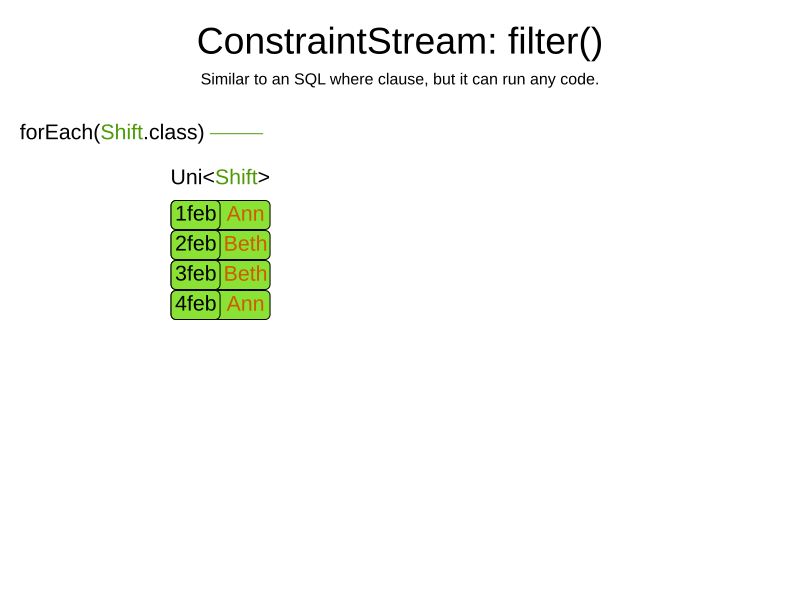 ConstraintStream: filter()
Similar to an SQL where clause, but it can run any code.
forEach(Shift.class)
Uni<Shift>
1feb Ann
2feb Beth
3feb Beth
4feb Ann